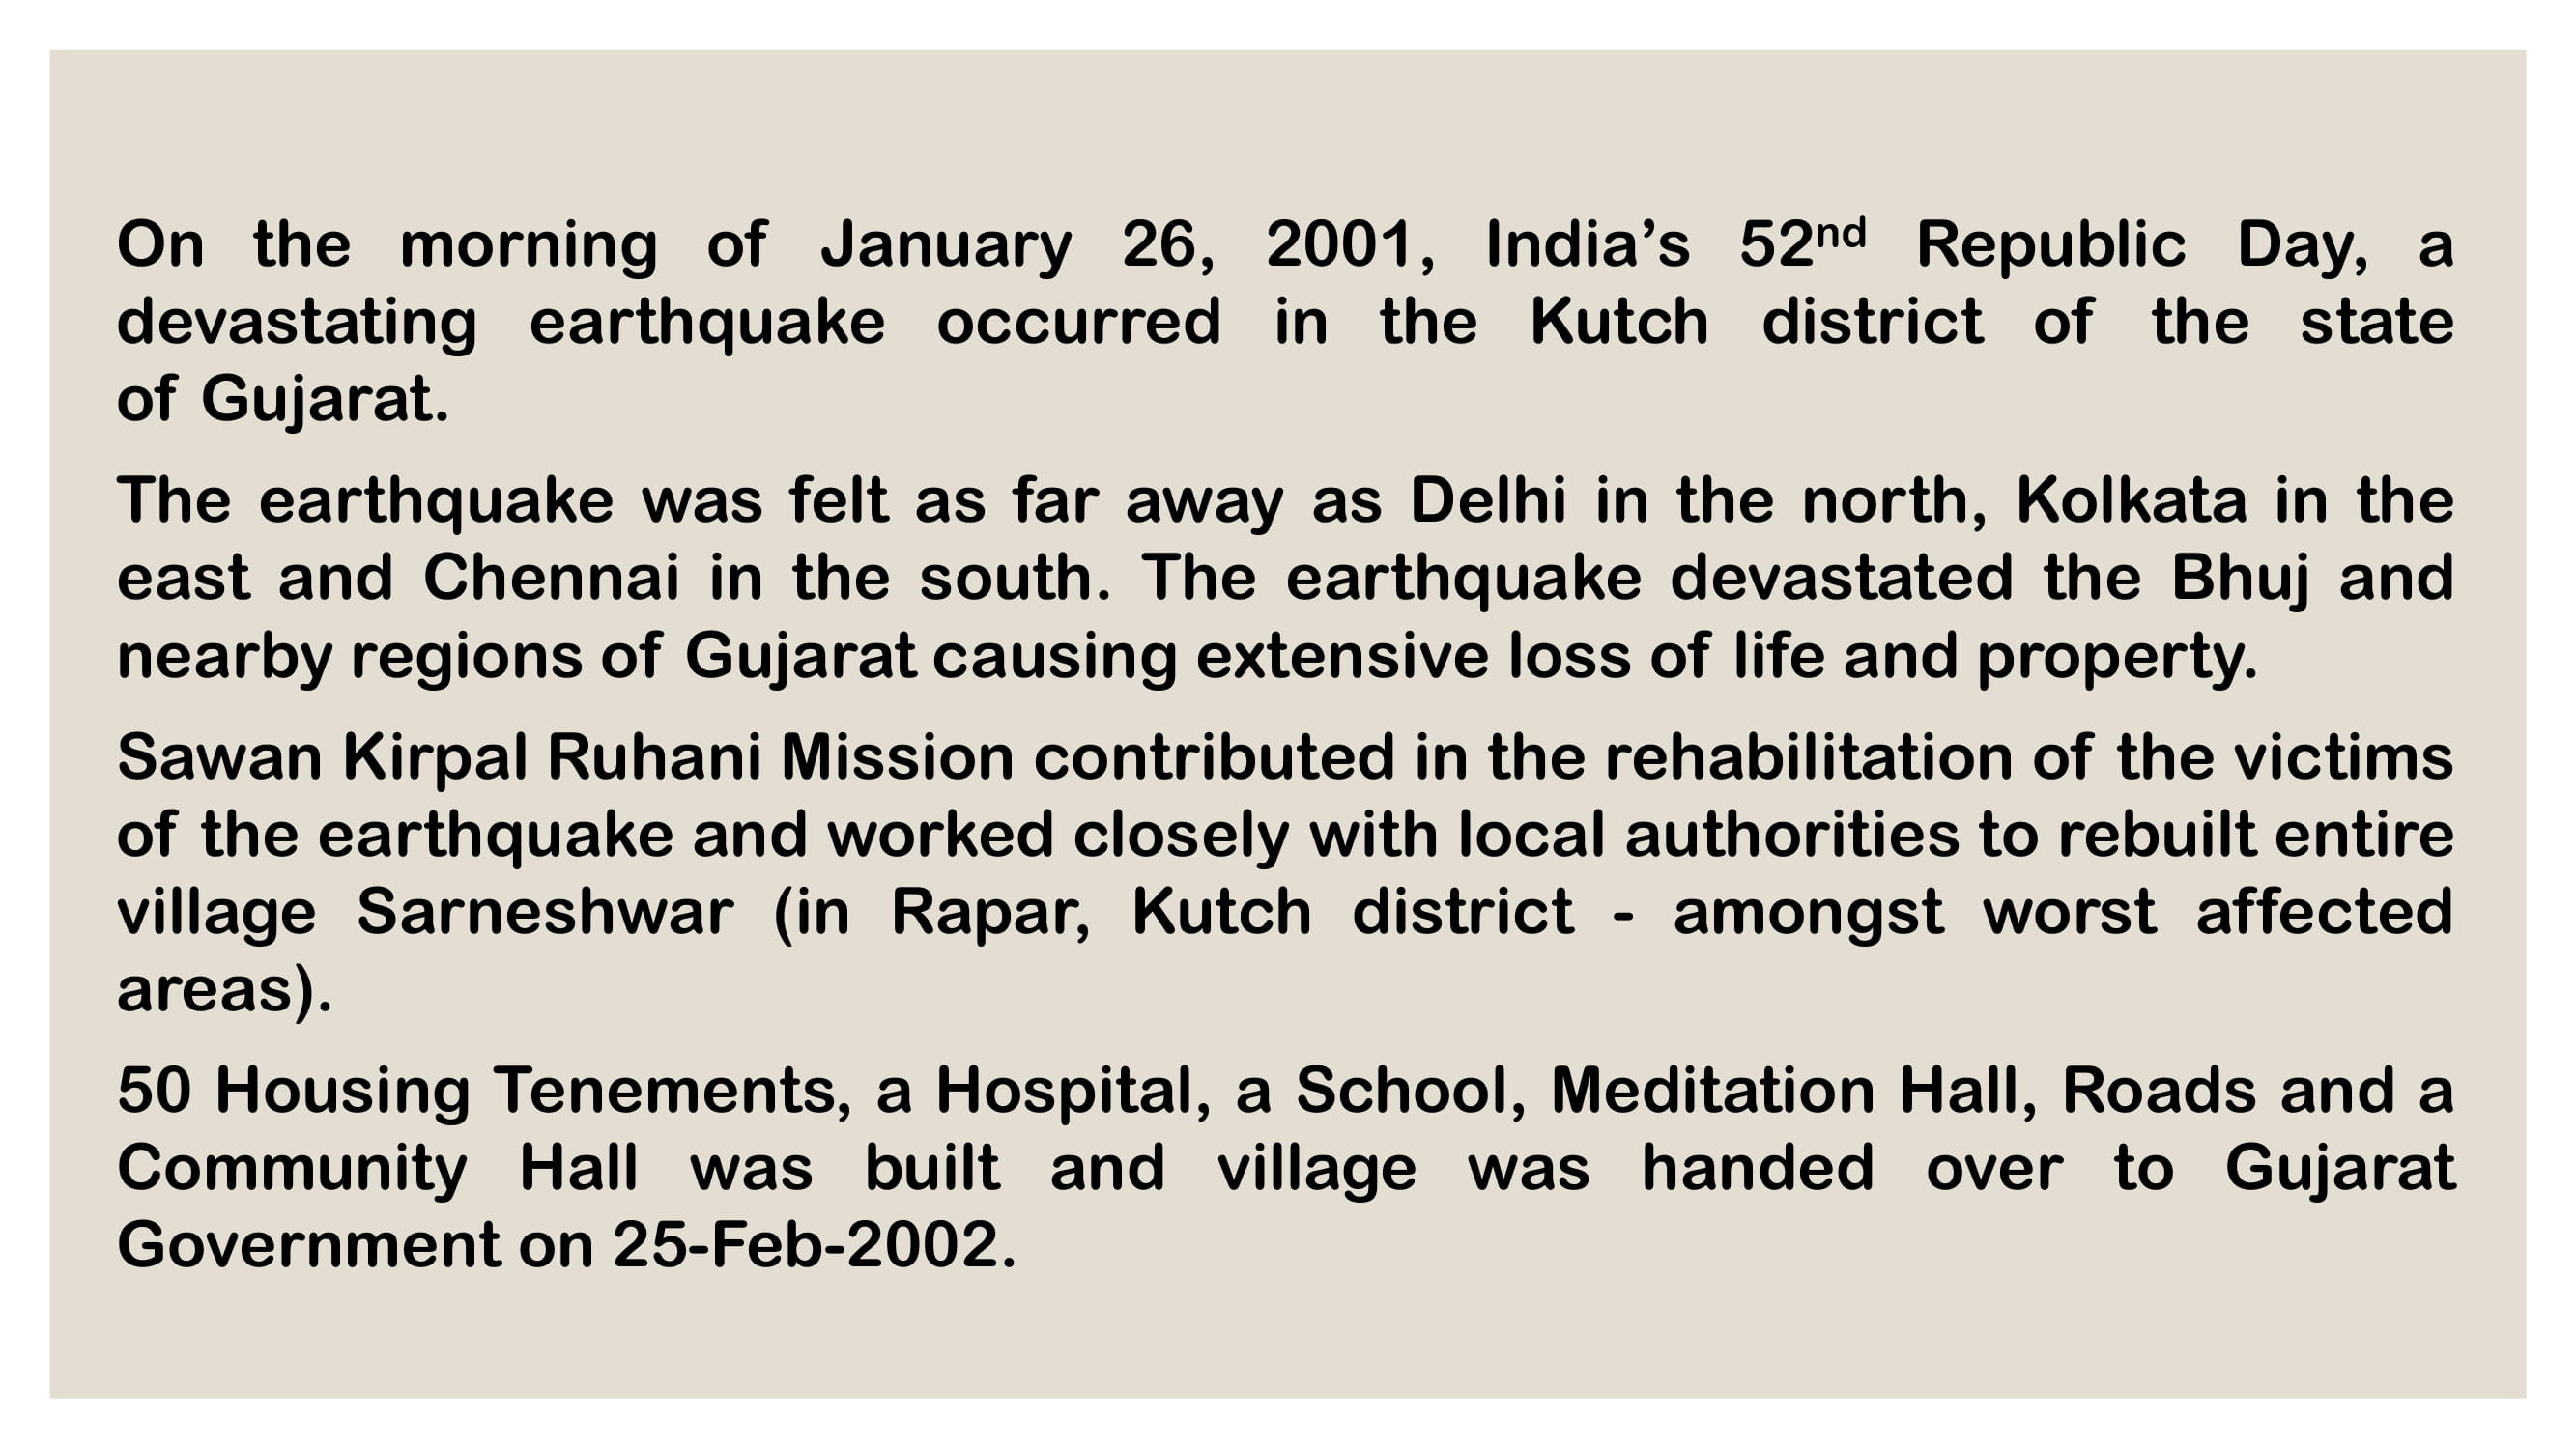 On the morning of January 26, 2001, India’s 52nd Republic Day, a
devastating earthquake occurred in the Kutch district of the state
of Gujarat.
The earthquake was felt as far away as Delhi in the north, Kolkata in the
east and Chennai in the south. The earthquake devastated the Bhuj and
nearby regions of Gujarat causing extensive loss of life and property.
Sawan Kirpal Ruhani Mission contributed in the rehabilitation of the victims
of the earthquake and worked closely with local authorities to rebuilt entire
village Sarneshwar (in Rapar, Kutch district - amongst worst affected
areas).
50 Housing Tenements, a Hospital, a School, Meditation Hall, Roads and a
Community Hall was built and village was handed over to Gujarat
Government on 25-Feb-2002.